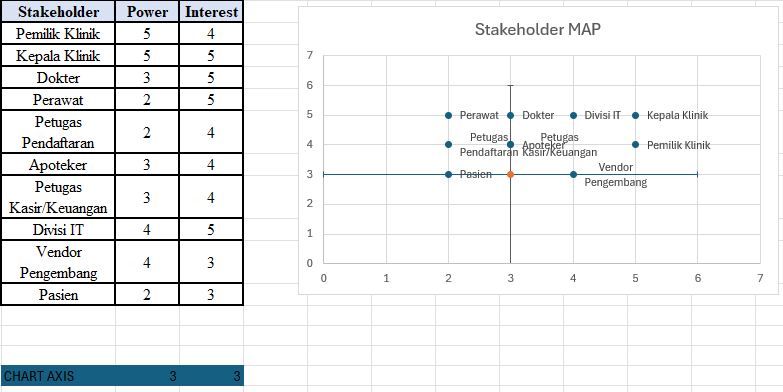 Stakeholder Power Interest
Pemilik Klinik 5 4
Kepala Klinik 5 5
Dokter 3 5
Perawat 2 5
Petugas
Pendaftaran 2 4
Apoteker 3 4
Petugas
Kasir/Keuangan 3 4
Divisi IT 4 5
Vendor
Pengembang 4 3
Pasien 2 3
CHART AXIS 3 3
Stakeholder MAP
7
6
5
4
3
2
1
0
Perawat Dokter Divisi IT Kepala Klinik
Petugas Petugas
Pendaftaran Apoteker Kasir/Keuangan Pemilik Klinik
Pasien Vendor
Pengembang
0 1 2 3 4 5 6 7